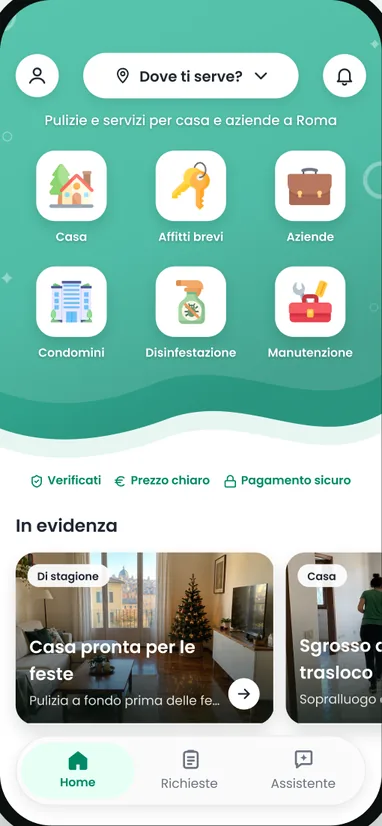 Dove ti serve?
Pulizie e servizi per casa e aziende a Roma
Casa
Affitti brevi
Aziende
Condomini
Disinfestazione
Manutenzione
Verificati
€ Prezzo chiaro
Pagamento sicuro
In evidenza
Di stagione
Casa pronta per le
feste
Pulizia a fondo prima delle fe...
Casa
Sgrosso
trasloco
Sopralluogo
Home
Richieste
Assistente